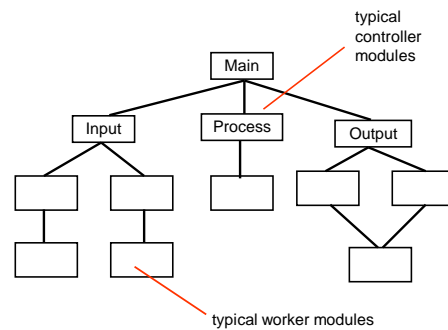 typical
controller
modules
Main
Input
Process
Output
typical worker modules